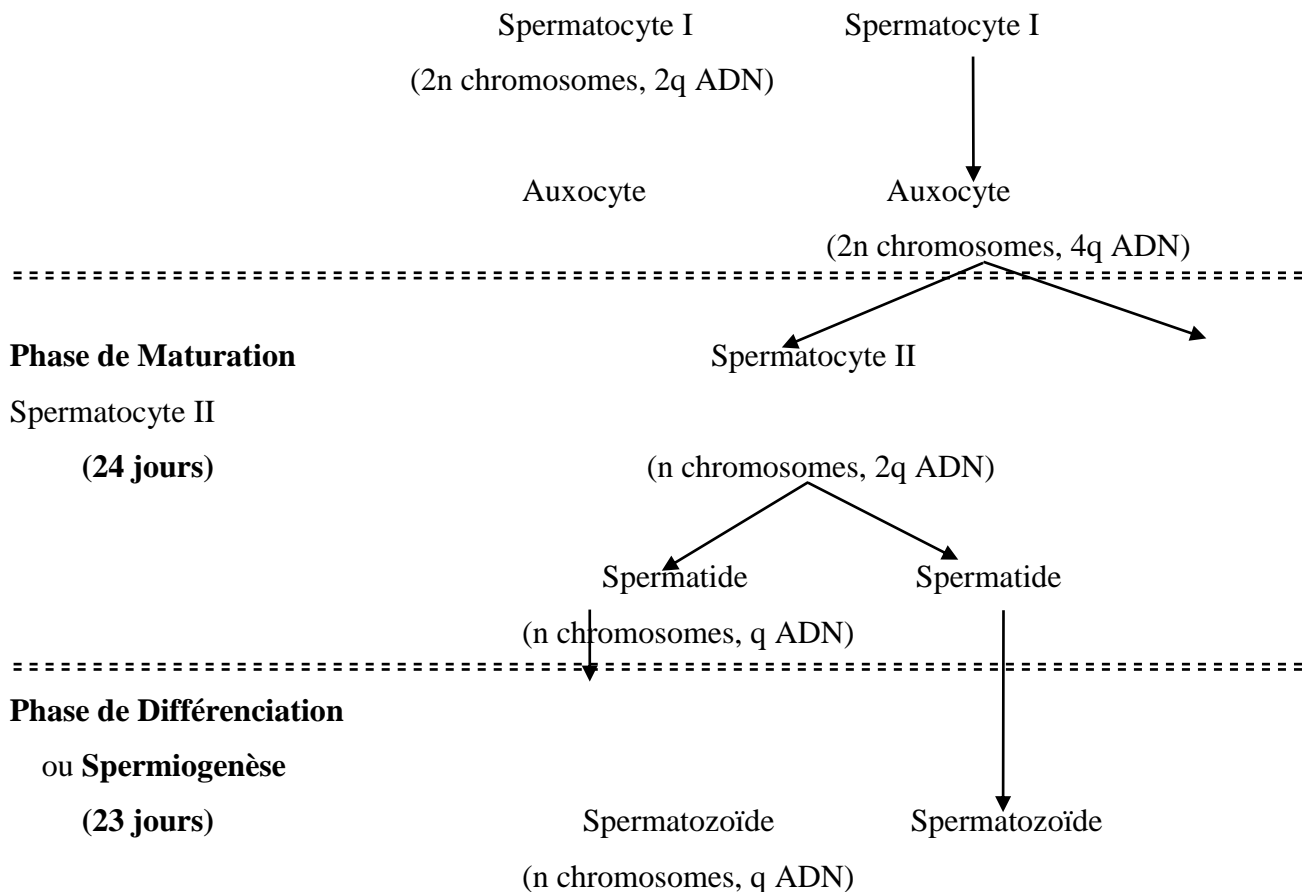 Spermatocyte I Spermatocyte I
(2n chromosomes, 2q ADN)
Auxocyte Auxocyte
(2n chromosomes, 4q ADN)
Phase de Maturation Spermatocyte II
Spermatocyte II
(24 jours) (n chromosomes, 2q ADN)
Spermatide Spermatide
(n chromosomes, q ADN)
Phase de Différenciation
ou Spermiogenèse
(23 jours) Spermatozoïde Spermatozoïde
(n chromosomes, q ADN)